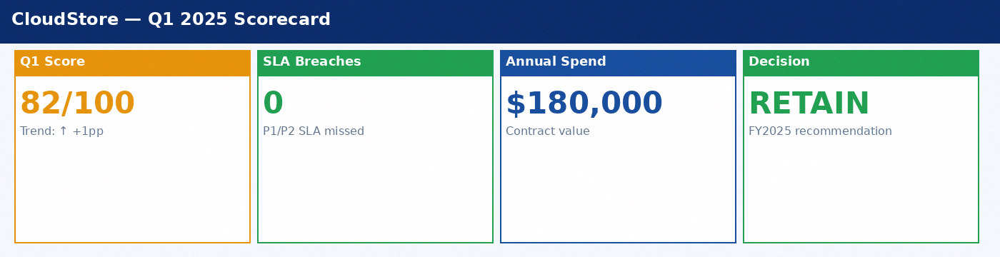 CloudStore — Q1 2025 Scorecard
Q1 Score
82/100
Trend: ↑ +1pp
SLA Breaches
0
P1/P2 SLA missed
Annual Spend
$180,000
Contract value
Decision
RETAIN
FY2025 recommendation